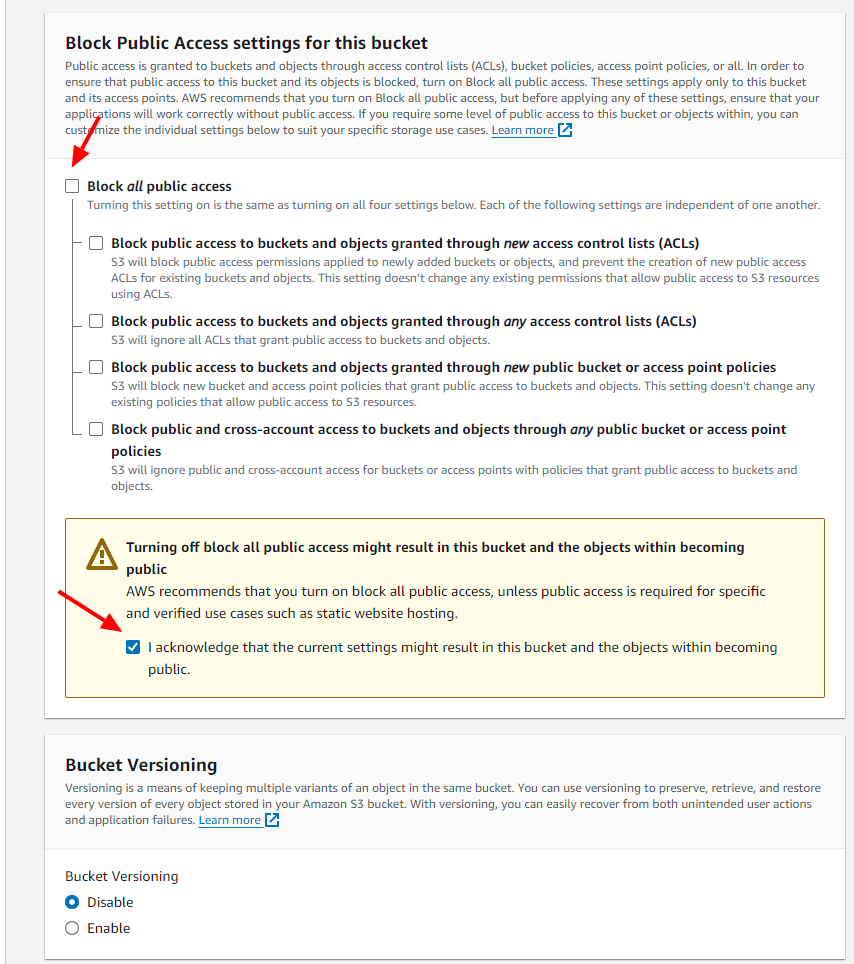 Block Public Access settings for this bucket
Public access is granted to buckets and objects through access control lists (ACLs), bucket policies, access point policies, or all. In order to
ensure that public access to this bucket and its objects is blocked, turn on Block all public access. These settings apply only to this bucket
and its access points. AWS recommends that you turn on Block all public access, but before applying any of these settings, ensure that your
applications will work correctly without public access. If you require some level of public access to this bucket or objects within, you can
customize the individual settings below to suit your specific storage use cases. Learn more
Block all public access
Turning this setting on is the same as turning on all four settings below. Each of the following settings are independent of one another.
Block public access to buckets and objects granted through new access control lists (ACLs)
S3 will block public access permissions applied to newly added buckets or objects, and prevent the creation of new public access
ACLs for existing buckets and objects. This setting doesn't change any existing permissions that allow public access to S3 resources
using ACLs.
Block public access to buckets and objects granted through any access control lists (ACLs)
S3 will ignore all ACLs that grant public access to buckets and objects.
Block public access to buckets and objects granted through new public bucket or access point policies
S3 will block new bucket and access point policies that grant public access to buckets and objects. This setting doesn't change any
existing policies that allow public access to S3 resources.
Block public and cross-account access to buckets and objects through any public bucket or access point
policies
S3 will ignore public and cross-account access for buckets or access points with policies that grant public access to buckets and
objects.
Turning off block all public access might result in this bucket and the objects within becoming
public
AWS recommends that you turn on block all public access, unless public access is required for specific
and verified use cases such as static website hosting.
I acknowledge that the current settings might result in this bucket and the objects within becoming
public.
Bucket Versioning
Versioning is a means of keeping multiple variants of an object in the same bucket. You can use versioning to preserve, retrieve, and restore
every version of every object stored in your Amazon S3 bucket. With versioning, you can easily recover from both unintended user actions
and application failures. Learn more
Bucket Versioning
Disable
Enable